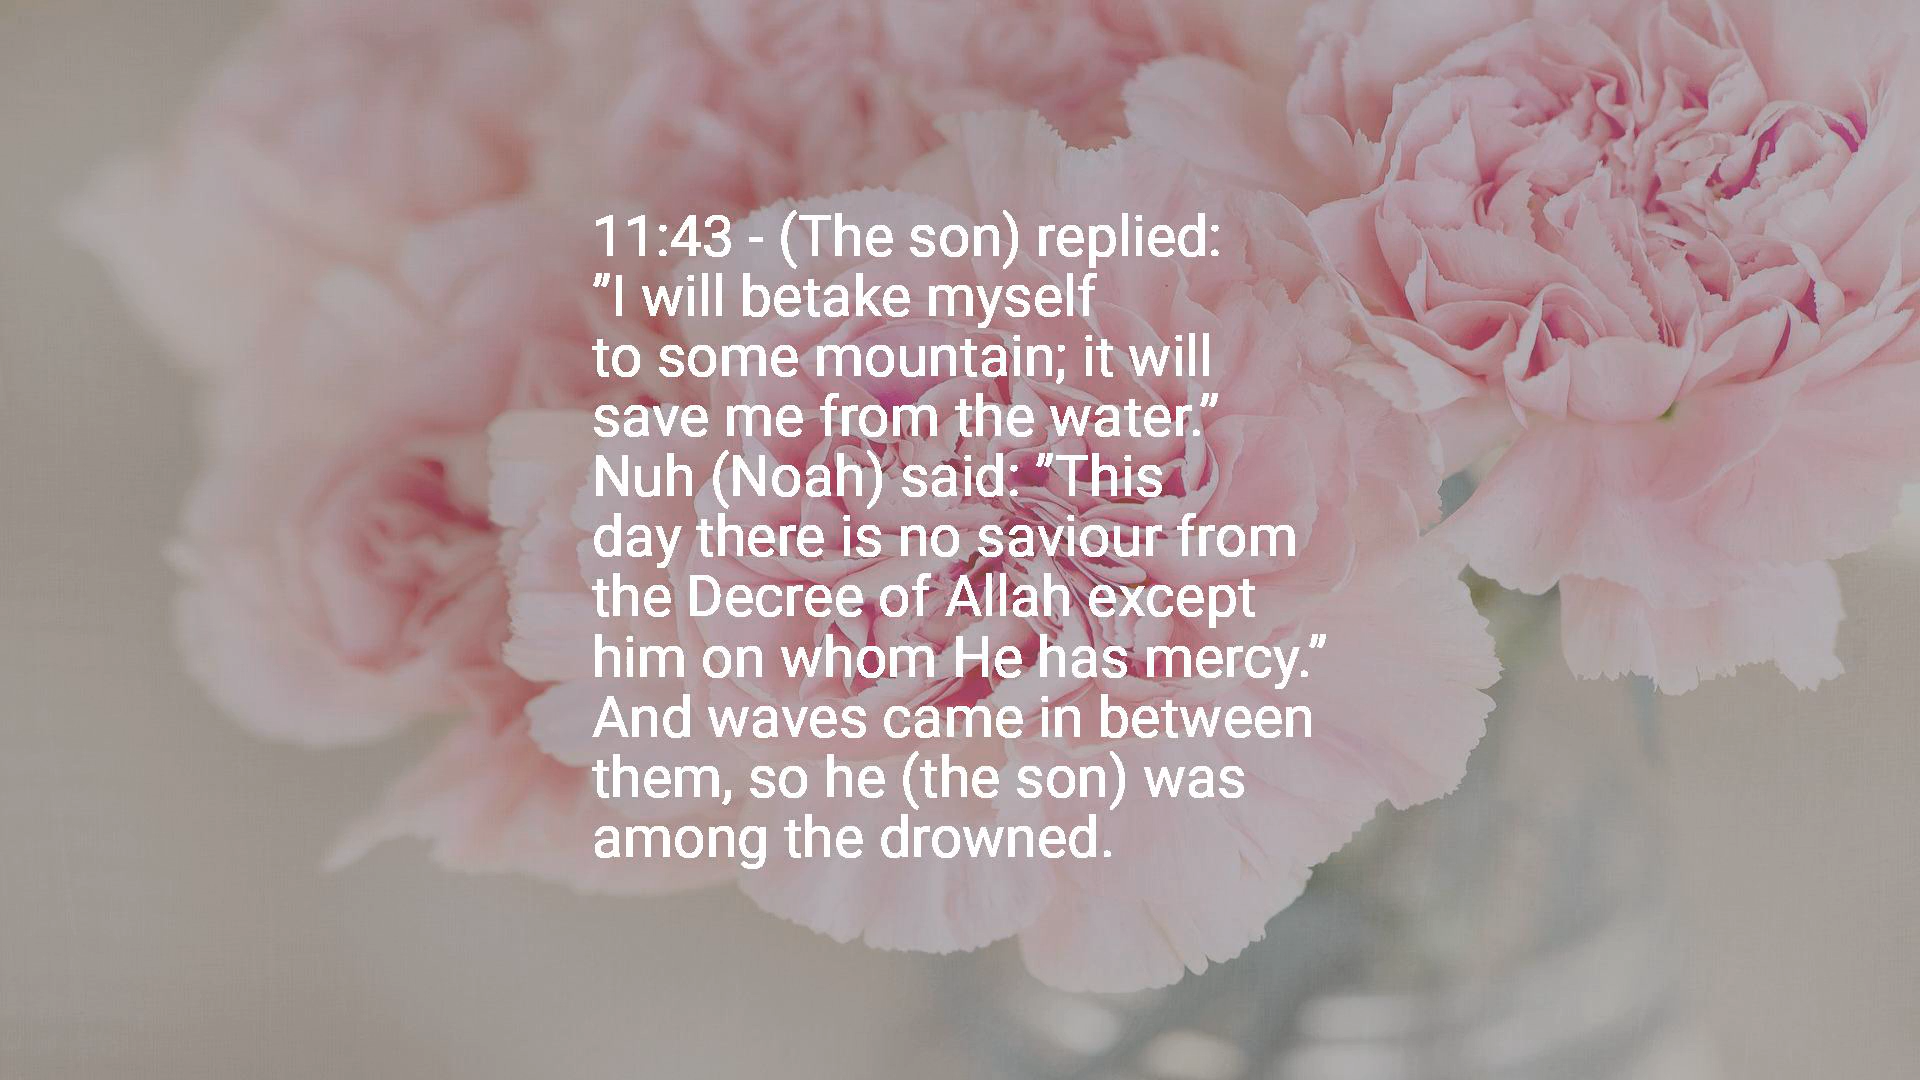 11:43 - (The son) replied:
”I will betake myself
to some mountain; it will
save me from the water.”
Nuh (Noah) said: ”This
day there is no saviour from
the Decree of Allah except
him on whom He has mercy.”
And waves came in between
them, so he (the son) was
among the drowned.